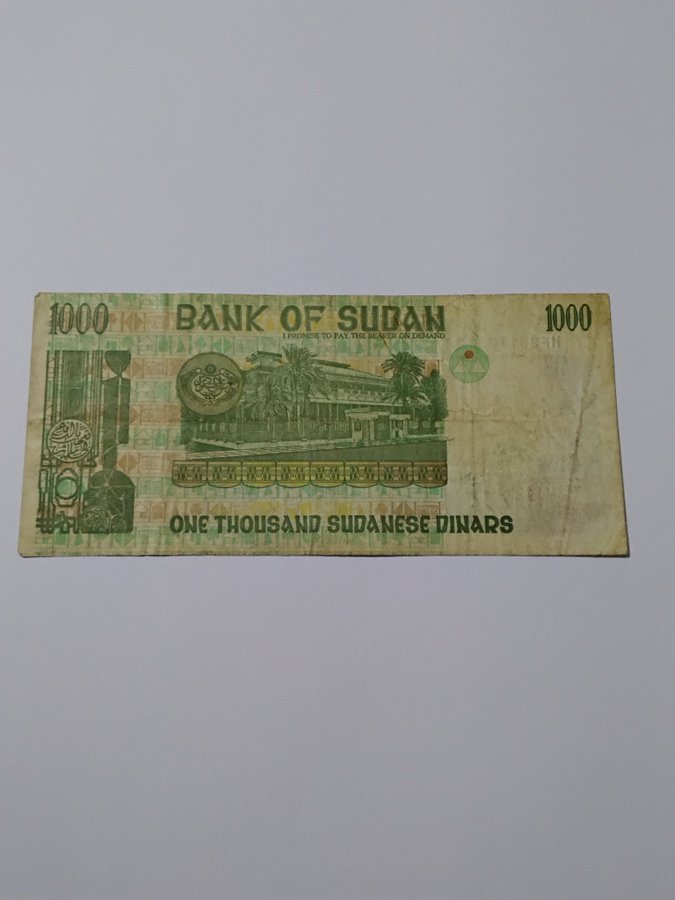 1000 BANK OF SUDAN 1000
I PROMISE TO PAY THE BEARER ON DEMAND
ONE THOUSAND SUDANESE DINARS